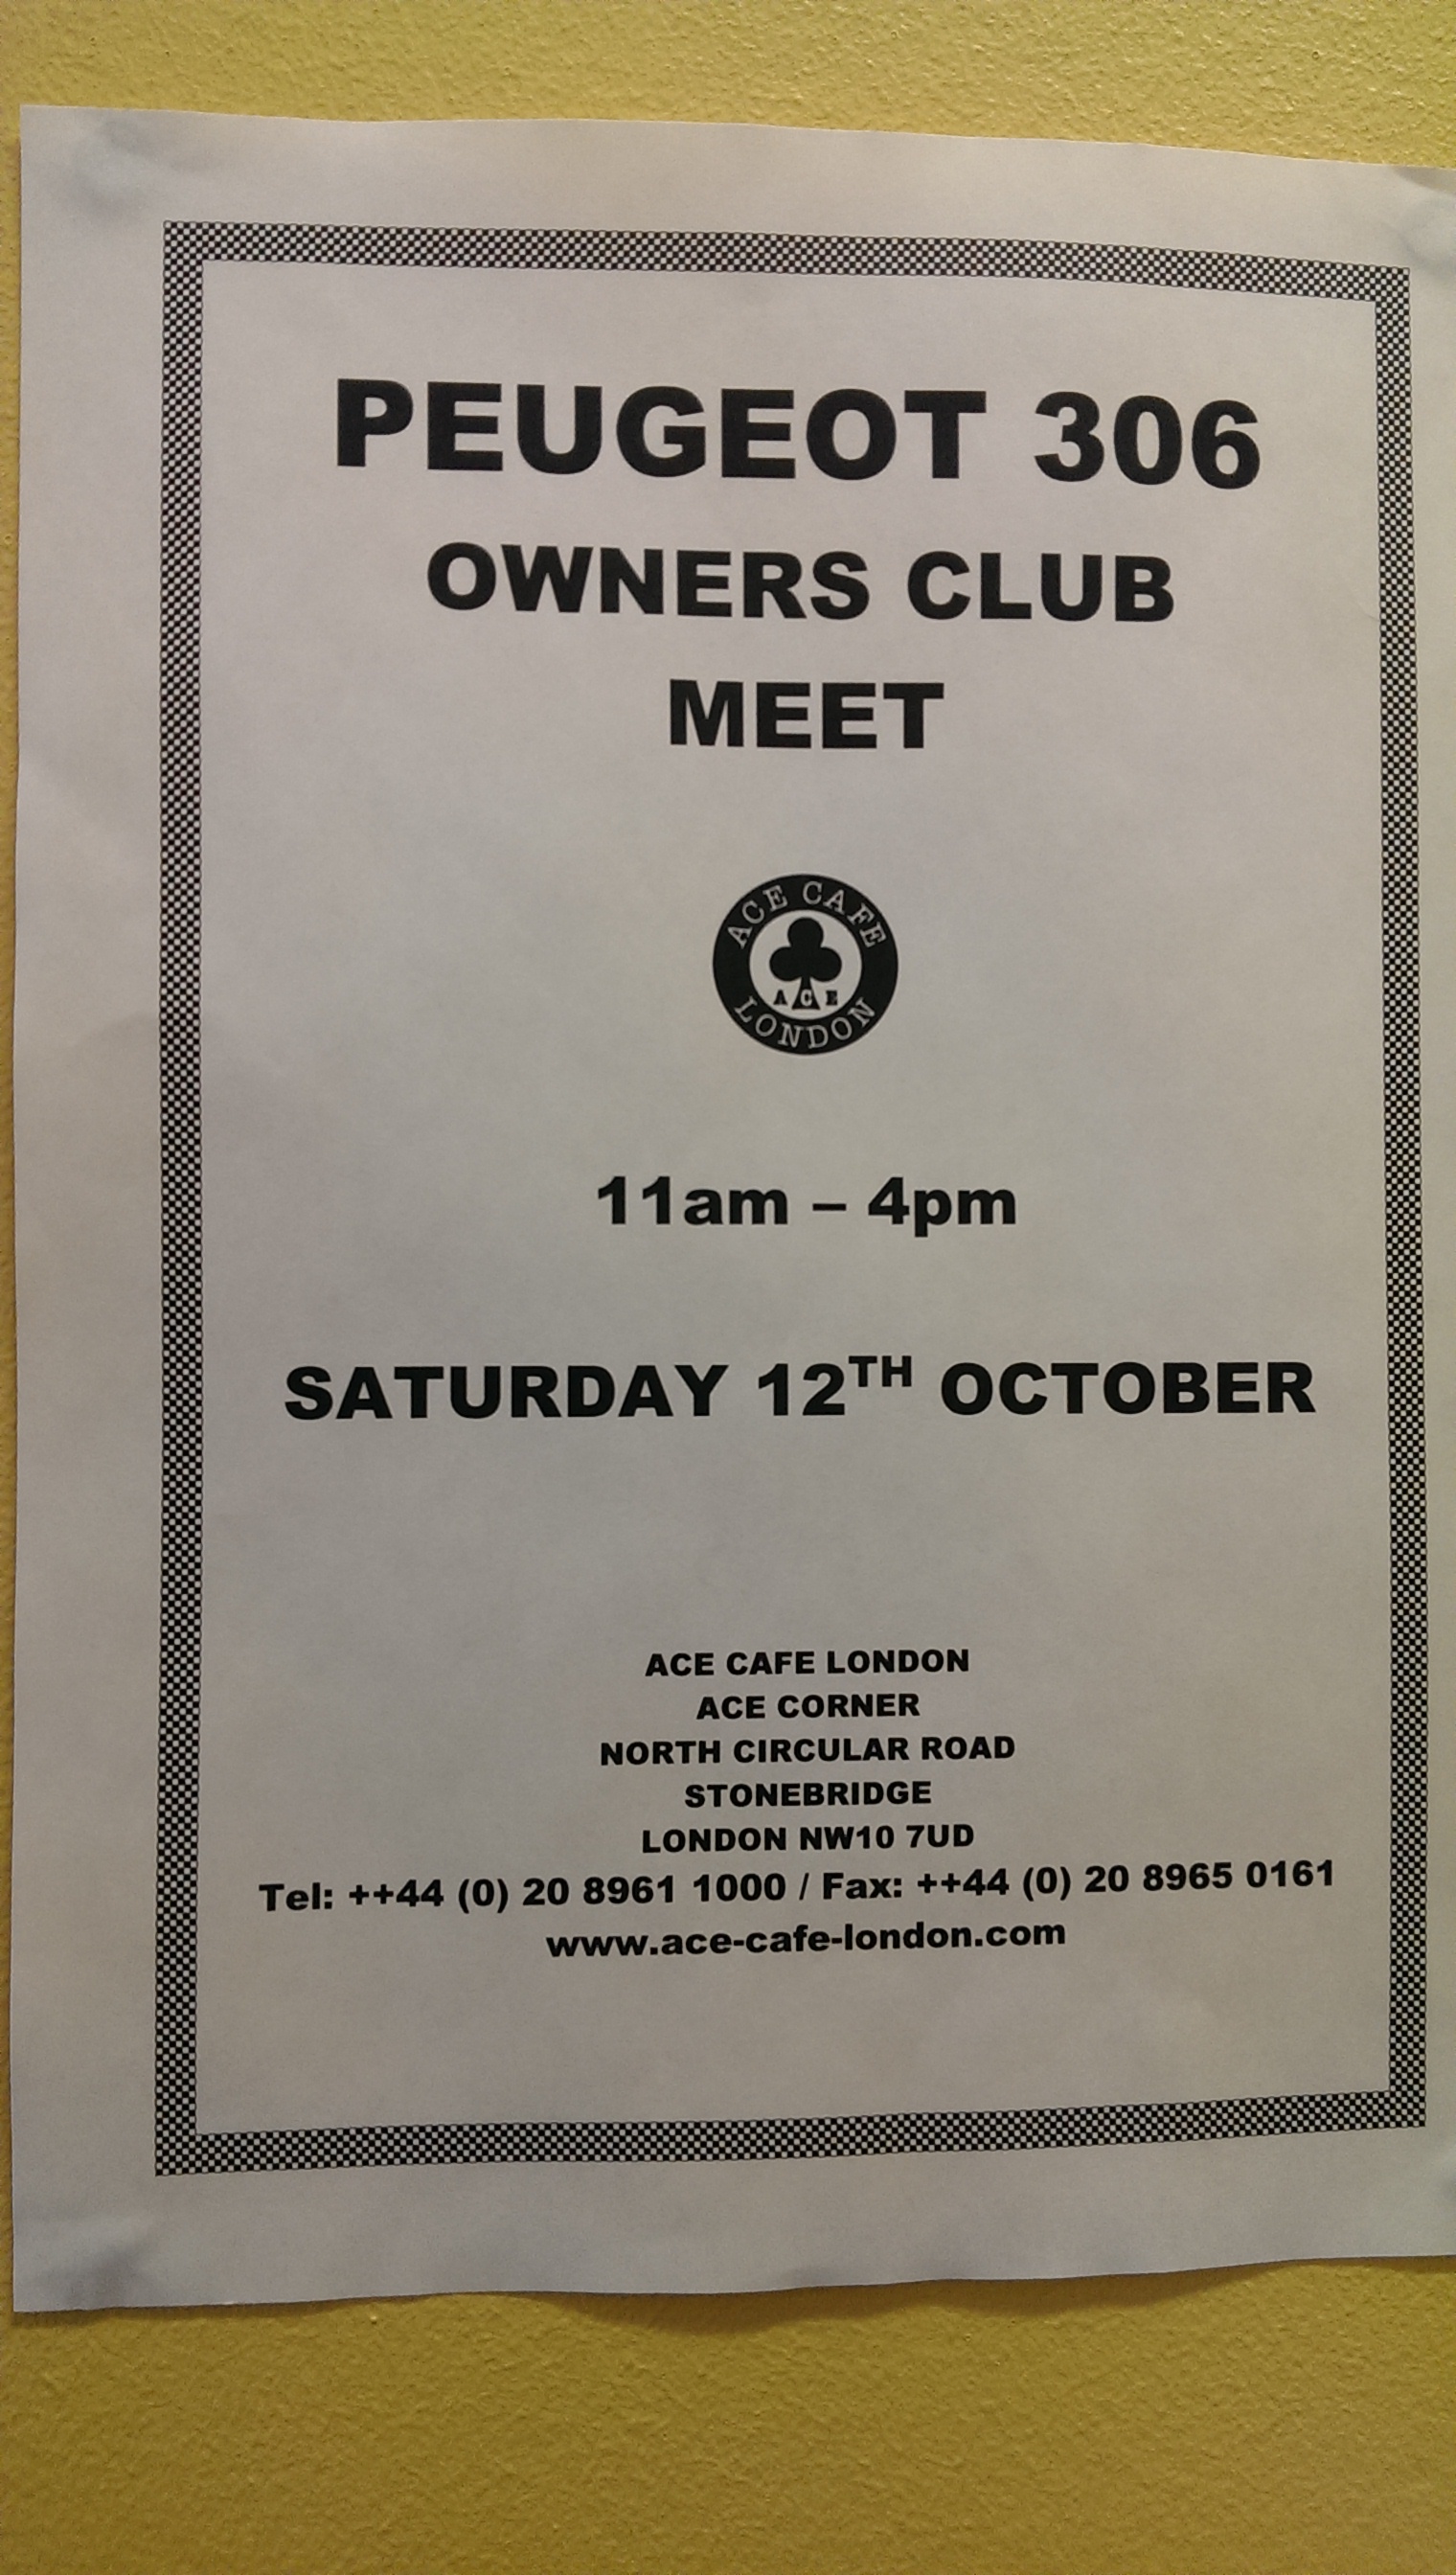 PEUGEOT 306
OWNERS CLUB
MEET
ACE CAFE
ACE
LONDON
11am – 4pm
SATURDAY 12TH OCTOBER
ACE CAFE LONDON
ACE CORNER
NORTH CIRCULAR ROAD
STONEBRIDGE
LONDON NW10 7UD
Tel: ++44 (0) 20 8961 1000 / Fax: ++44 (0) 20 8965 0161
www.ace-cafe-london.com